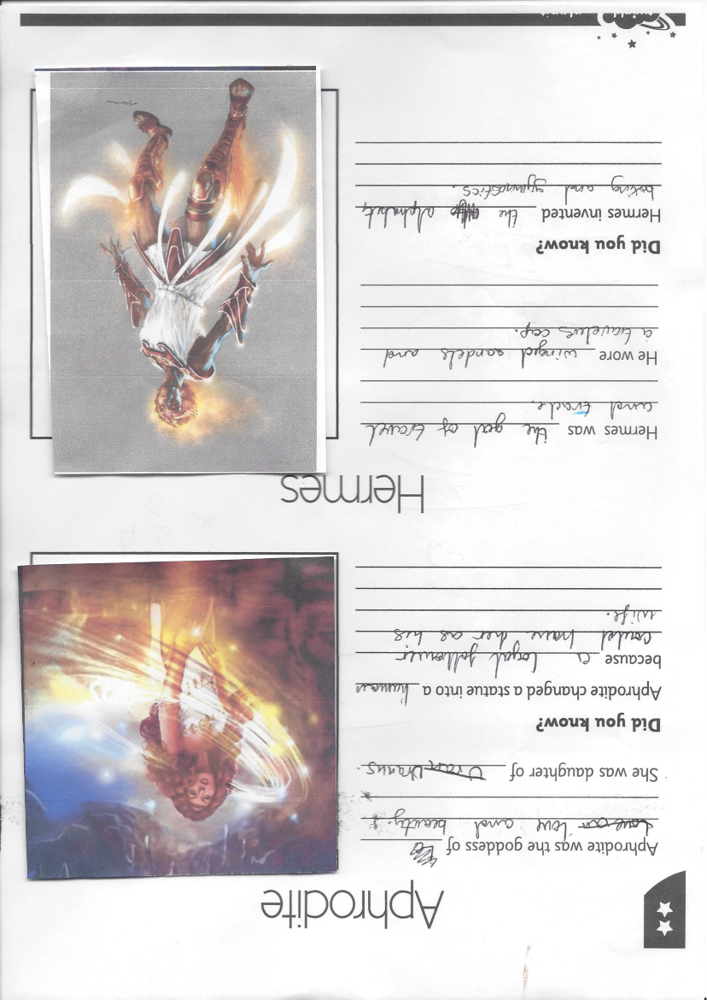 Aphrodite
Aphrodite was the goddess of
love and beauty.
She was daughter of Uranus.
Did you know?
Aphrodite changed a statue into a human
because a loyal follower
could have her as his
wife.
Hermes
Hermes was the god of travel
and trade.
He wore winged sandels and
a travelers cap.
Did you know?
Hermes invented the alphabet,
boxing and gymnastics.